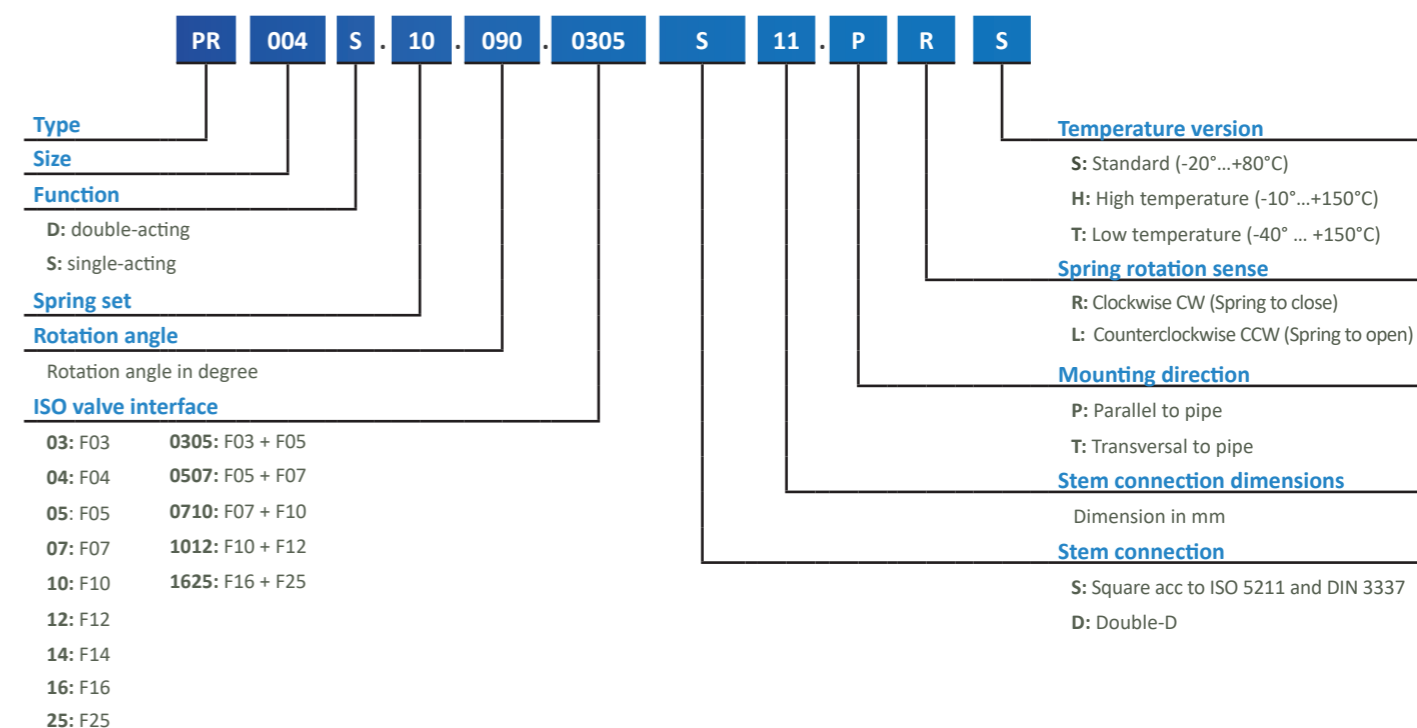 PR 004 S . 10 . 090 . 0305 S 11 . P R S
Type
Size
Function
D: double-acting
S: single-acting
Spring set
Rotation angle
Rotation angle in degree
ISO valve interface
03: F03 0305: F03 + F05
04: F04 0507: F05 + F07
05: F05 0710: F07 + F10
07: F07 1012: F10 + F12
10: F10 1625: F16 + F25
12: F12
14: F14
16: F16
25: F25
Temperature version
S: Standard (-20°...+80°C)
H: High temperature (-10°...+150°C)
T: Low temperature (-40° ... +150°C)
Spring rotation sense
R: Clockwise CW (Spring to close)
L: Counterclockwise CCW (Spring to open)
Mounting direction
P: Parallel to pipe
T: Transversal to pipe
Stem connection dimensions
Dimension in mm
Stem connection
S: Square acc to ISO 5211 and DIN 3337
D: Double-D